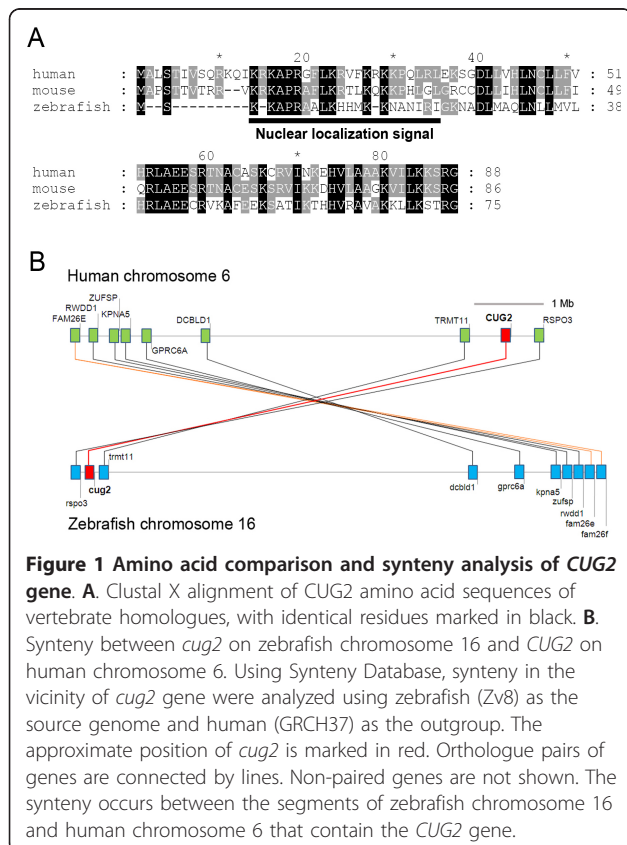 A
* 20 * 40 *
human : MALSTIVSQRKQIKRKAPRGFLKRVFKRKKPQLRLEKSGDLLVHLNCLLFV : 51
mouse : MAPSTTVTRR--VKRKAPRAFLKRTLKQKKPHLGLGRCCDLLIHLNCLLFI : 49
zebrafish : M--S---------K-KAPRAALKHHMK-KNANIRIGKNADLMAQLNLLMVL : 38
Nuclear localization signal
60 * 80
human : HRLAEESRTNACASKCRVINKEHVLAAAKVILKKSRG : 88
mouse : QRLAEESRTNACESKSRVIKKDHVLAAGKVILKKSRG : 86
zebrafish : HRLAEECRVKAFEEKSATIKTHHVRAVAKKLLKSTRG : 75
B
Human chromosome 6
1 Mb
ZUFSP
RWDD1
FAM26E
KPNA5
GPRC6A
DCBLD1
TRMT11
CUG2
RSPO3
rspo3
cug2
trmt11
dcbld1
gprc6a
kpna5
zufsp
rwdd1
fam26e
fam26f
Zebrafish chromosome 16
Figure 1 Amino acid comparison and synteny analysis of CUG2
gene. A. Clustal X alignment of CUG2 amino acid sequences of
vertebrate homologues, with identical residues marked in black. B.
Synteny between cug2 on zebrafish chromosome 16 and CUG2 on
human chromosome 6. Using Synteny Database, synteny in the
vicinity of cug2 gene were analyzed using zebrafish (Zv8) as the
source genome and human (GRCH37) as the outgroup. The
approximate position of cug2 is marked in red. Orthologue pairs of
genes are connected by lines. Non-paired genes are not shown. The
synteny occurs between the segments of zebrafish chromosome 16
and human chromosome 6 that contain the CUG2 gene.